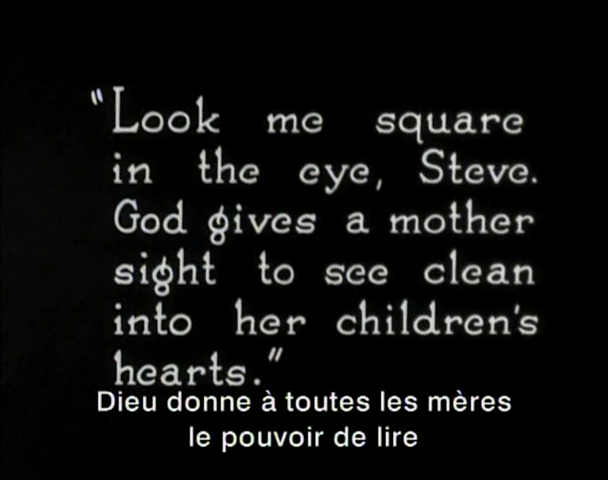 "Look me square
in the eye, Steve.
God gives a mother
sight to see clean
into her children's
hearts."
Dieu donne à toutes les mères
le pouvoir de lire